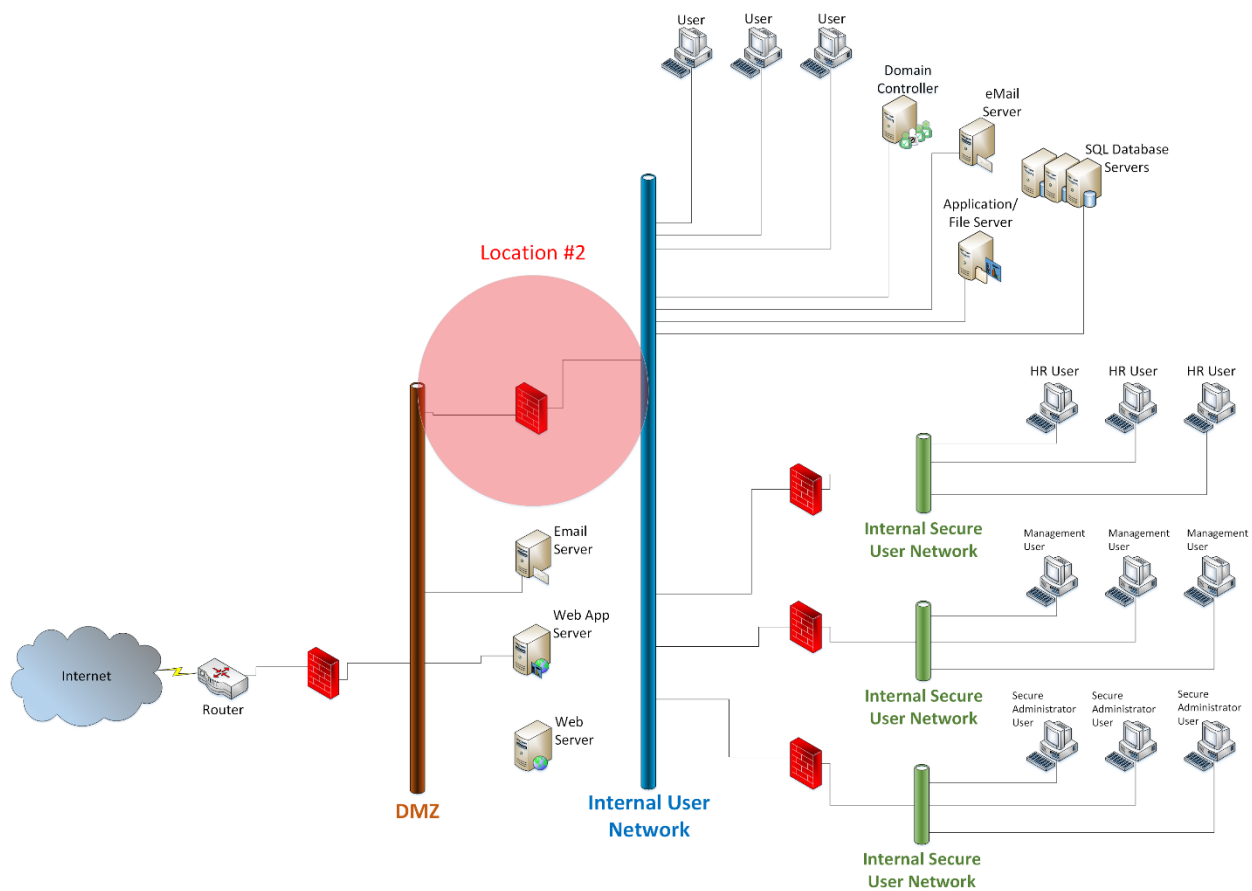 User
User
User
Domain
Controller
eMail
Server
SQL Database
Servers
Application/
File Server
Location #2
HR User
HR User
HR User
Internal Secure
User Network
Email
Server
Management
User
Management
User
Management
User
Web App
Server
Internet
Router
Internal Secure
User Network
Secure
Administrator
User
Secure
Administrator
User
Secure
Administrator
User
Web
Server
DMZ
Internal User
Network
Internal Secure
User Network